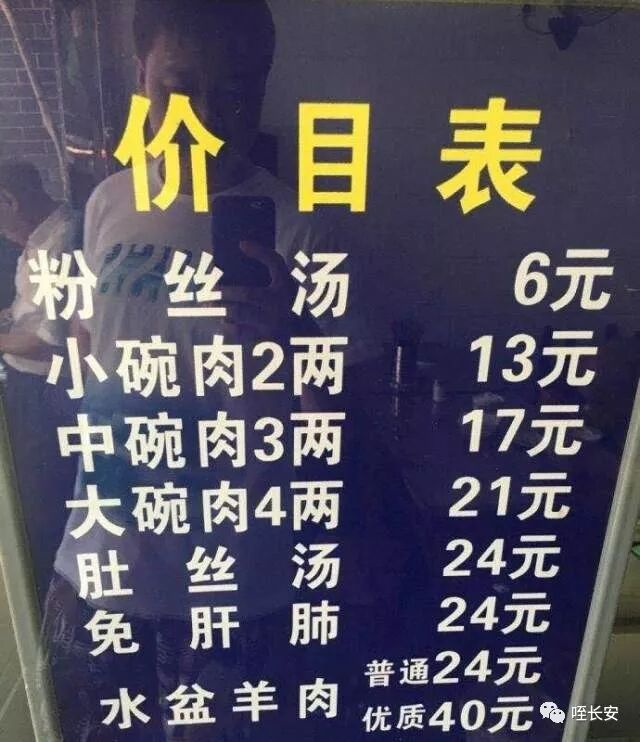 价目表
粉丝汤 6元
小碗肉2两 13元
中碗肉3两 17元
大碗肉4两 21元
肚丝汤 24元
免肝肺 24元
水盆羊肉 普通24元
优质40元
咥长安